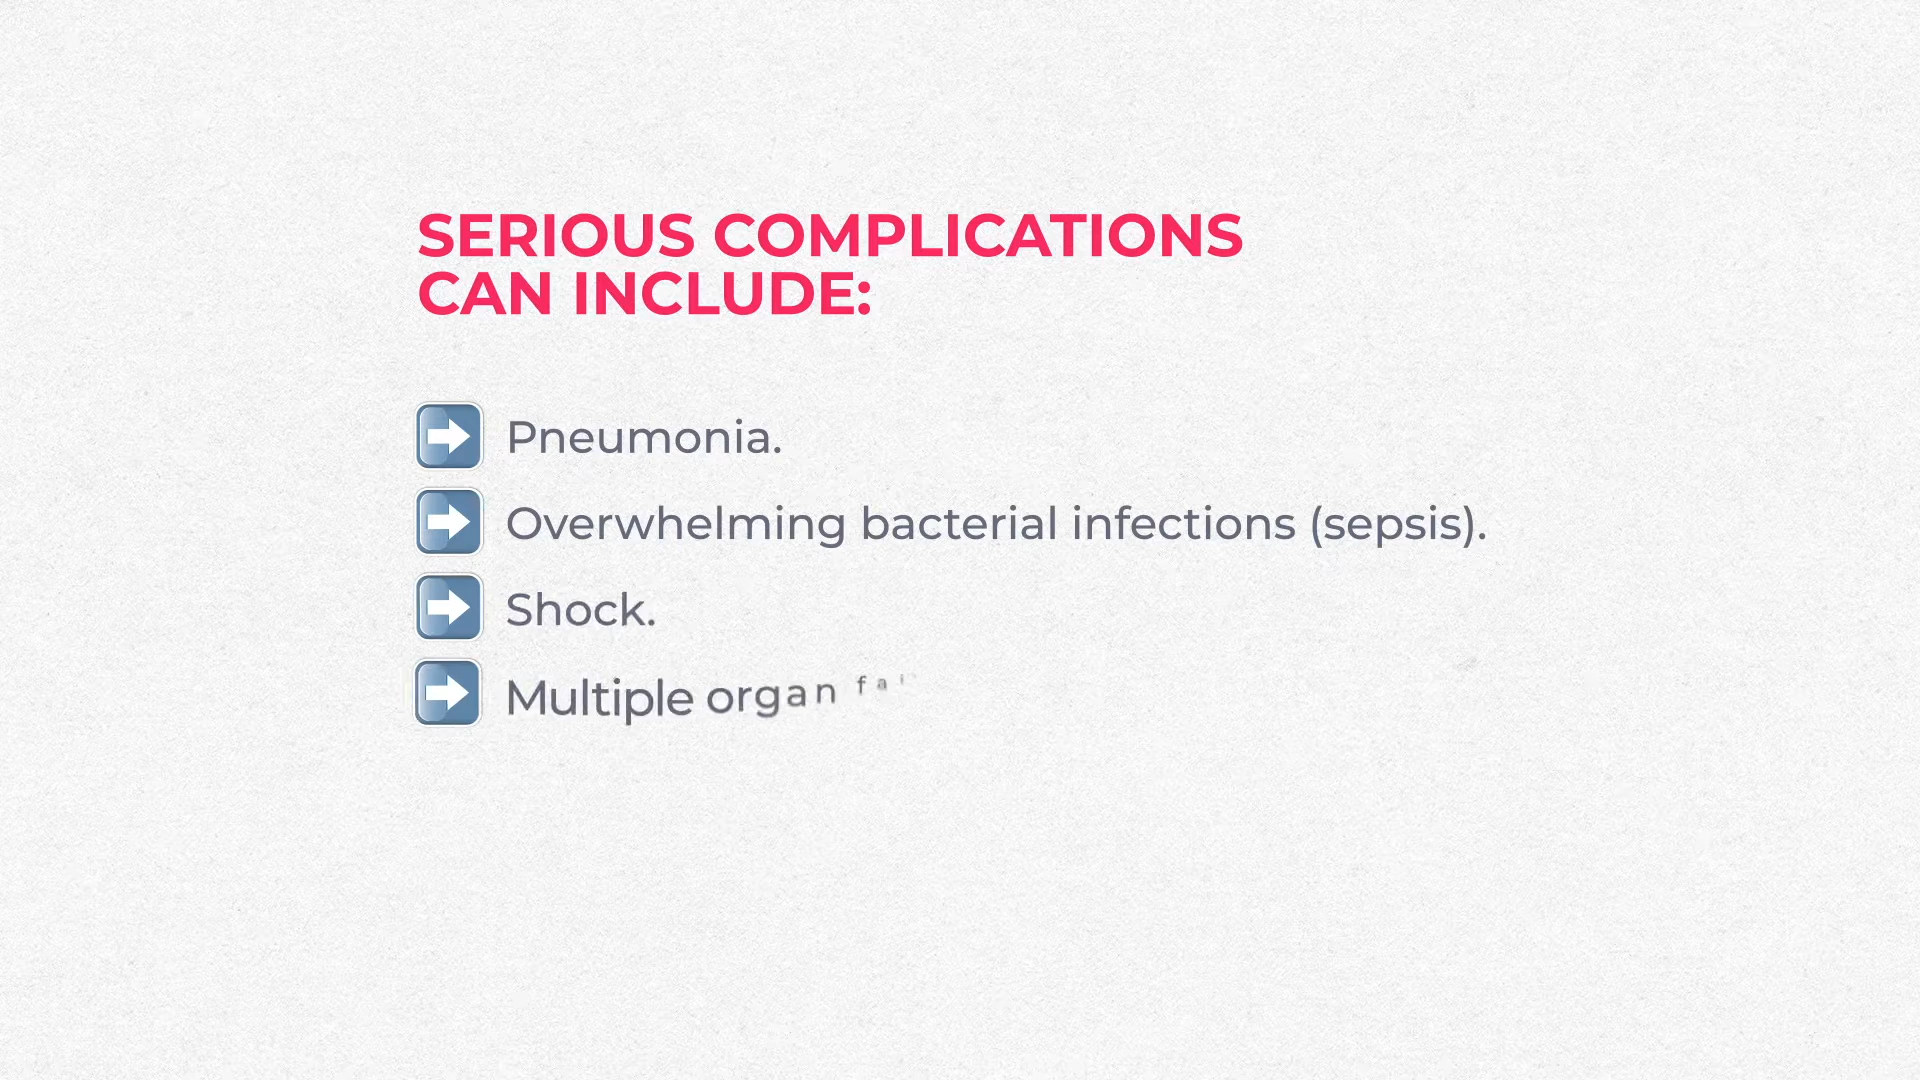 SERIOUS COMPLICATIONS
CAN INCLUDE:
Pneumonia.
Overwhelming bacterial infections (sepsis).
Shock.
Multiple organ